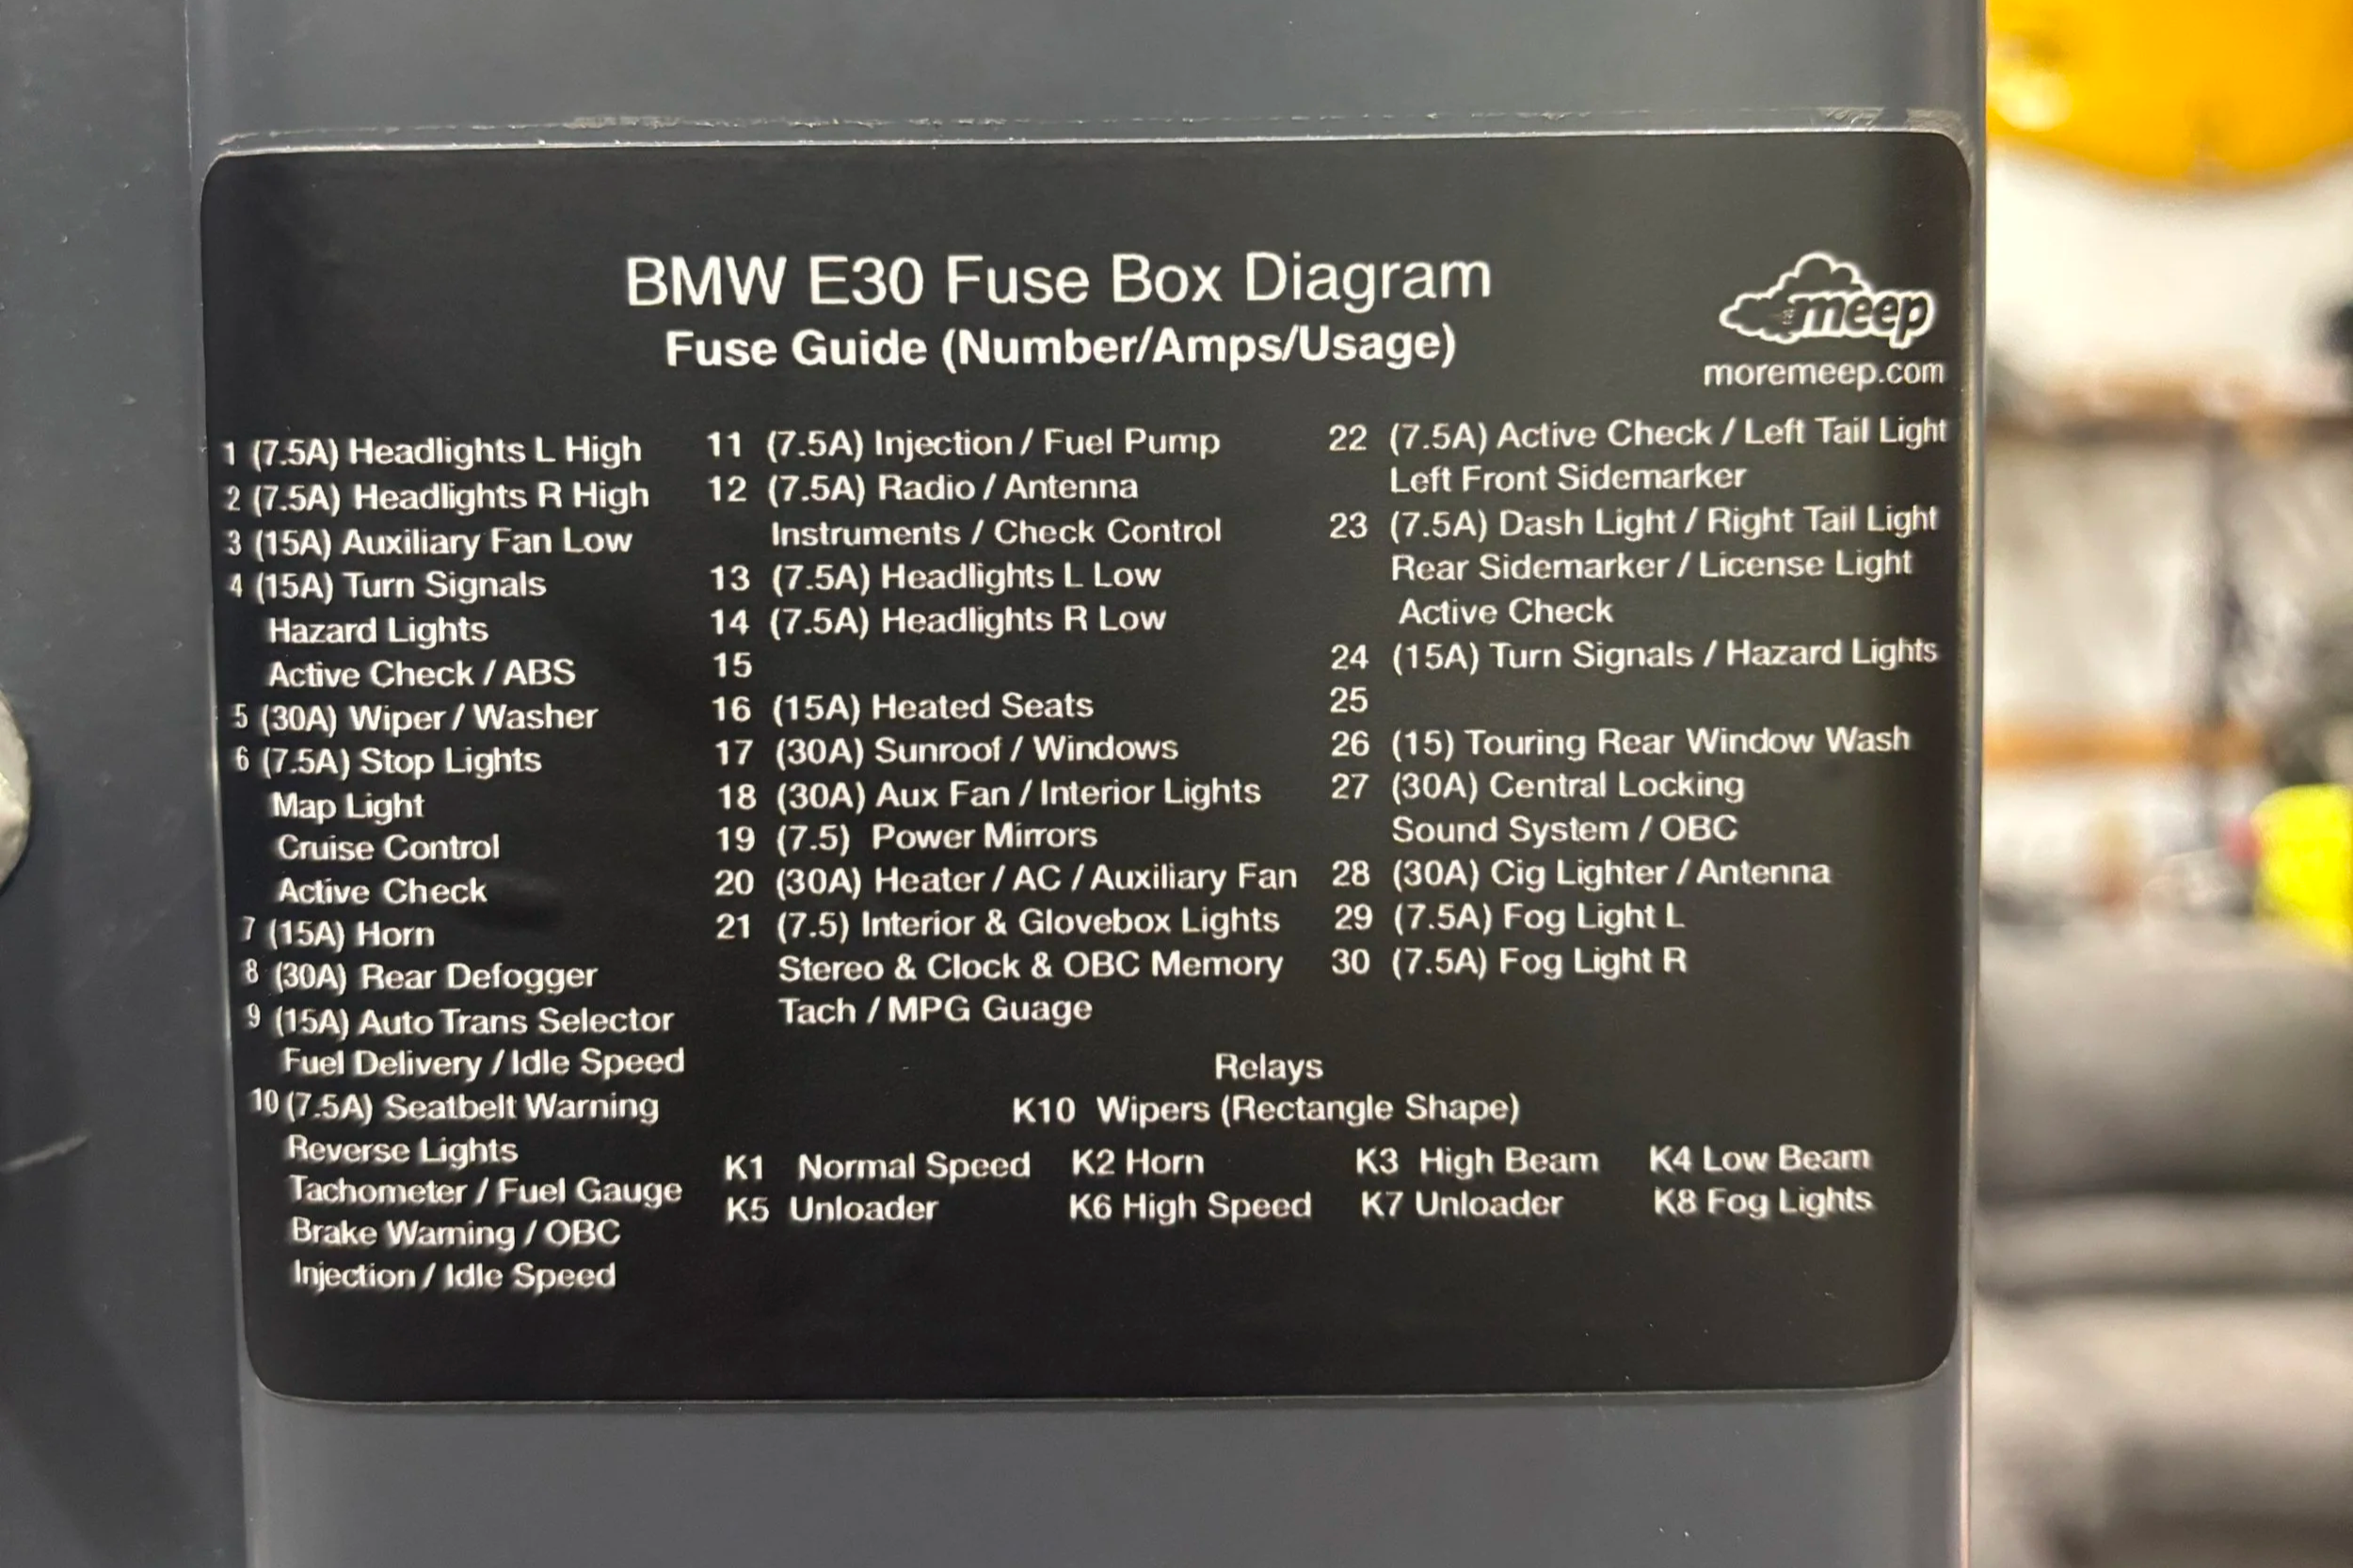 BMW E30 Fuse Box Diagram
Fuse Guide (Number/Amps/Usage)
meep
moremeep.com
1 (7.5A) Headlights L High
2 (7.5A) Headlights R High
3 (15A) Auxiliary Fan Low
4 (15A) Turn Signals
Hazard Lights
Active Check / ABS
5 (30A) Wiper / Washer
6 (7.5A) Stop Lights
Map Light
Cruise Control
Active Check
7 (15A) Horn
8 (30A) Rear Defogger
9 (15A) Auto Trans Selector
Fuel Delivery / Idle Speed
10 (7.5A) Seatbelt Warning
Reverse Lights
Tachometer / Fuel Gauge
Brake Warning / OBC
Injection / Idle Speed
11 (7.5A) Injection / Fuel Pump
12 (7.5A) Radio / Antenna
Instruments / Check Control
13 (7.5A) Headlights L Low
14 (7.5A) Headlights R Low
15
16 (15A) Heated Seats
17 (30A) Sunroof / Windows
18 (30A) Aux Fan / Interior Lights
19 (7.5) Power Mirrors
20 (30A) Heater / AC / Auxiliary Fan
21 (7.5) Interior & Glovebox Lights
Stereo & Clock & OBC Memory
Tach / MPG Guage
22 (7.5A) Active Check / Left Tail Light
Left Front Sidemarker
23 (7.5A) Dash Light / Right Tail Light
Rear Sidemarker / License Light
Active Check
24 (15A) Turn Signals / Hazard Lights
25
26 (15) Touring Rear Window Wash
27 (30A) Central Locking
Sound System / OBC
28 (30A) Cig Lighter / Antenna
29 (7.5A) Fog Light L
30 (7.5A) Fog Light R
Relays
K10 Wipers (Rectangle Shape)
K1 Normal Speed K2 Horn K3 High Beam K4 Low Beam
K5 Unloader K6 High Speed K7 Unloader K8 Fog Lights